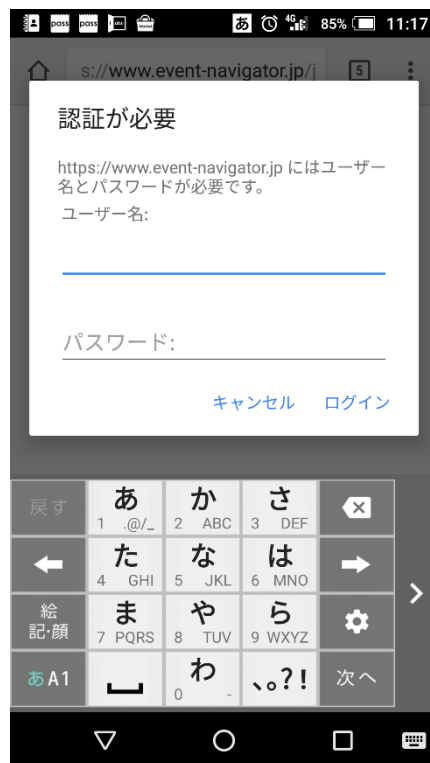 poss poss あ 4G 85% 11:17
s://www.event-navigator.jp/j 5
認証が必要
https://www.event-navigator.jp にはユーザー
名とパスワードが必要です。
ユーザー名:
パスワード:
キャンセル ログイン
戻す あ 1 .@/_ か 2 ABC さ 3 DEF
た 4 GHI な 5 JKL は 6 MNO
絵
記・顔 ま 7 PQRS や 8 TUV ら 9 WXYZ
あA1 わ 0 - 、。?! 次へ